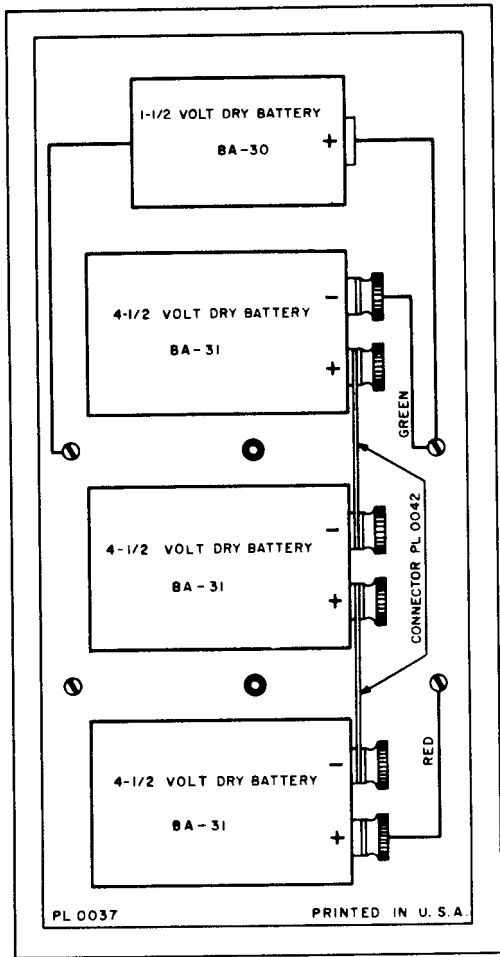 1-1/2 VOLT DRY BATTERY
BA-30
+
4-1/2 VOLT DRY BATTERY
BA-31
-
+
GREEN
4-1/2 VOLT DRY BATTERY
BA-31
-
+
CONNECTOR PL 0042
4-1/2 VOLT DRY BATTERY
BA-31
-
+
RED
PL 0037
PRINTED IN U.S.A.